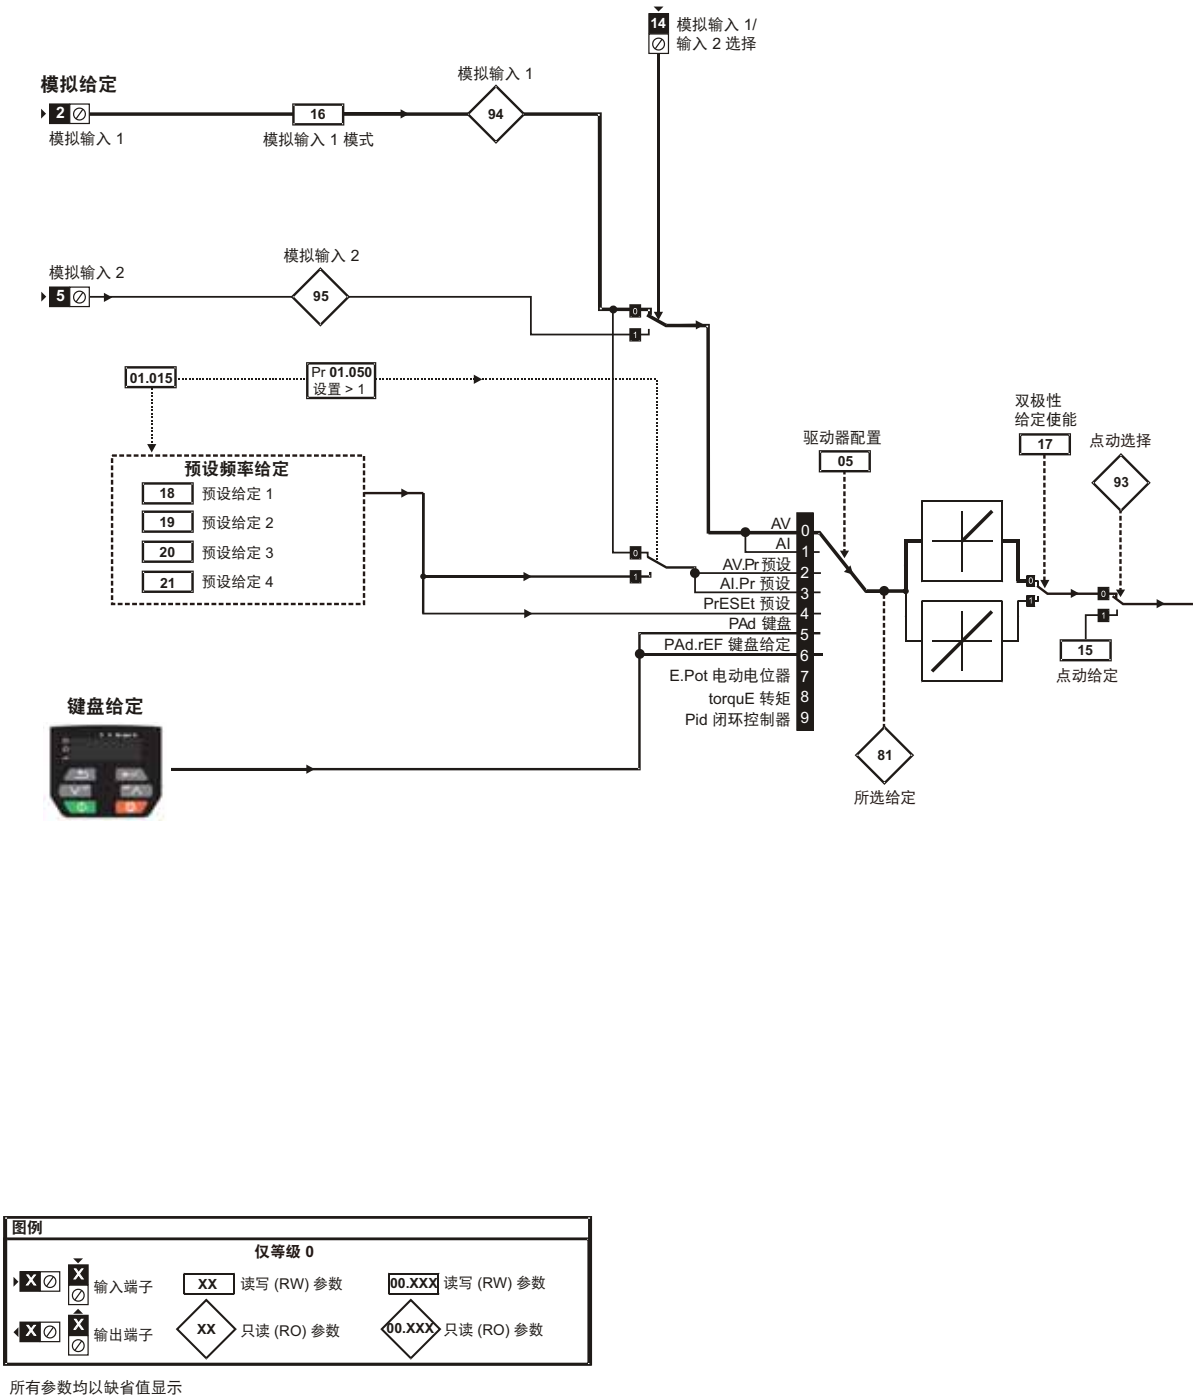 14
模拟输入 1/
输入 2 选择
模拟给定
2
模拟输入 1
16
模拟输入 1 模式
模拟输入 1
94
模拟输入 2
5
模拟输入 2
95
0
1
01.015
Pr 01.050
设置 > 1
预设频率给定
18 预设给定 1
19 预设给定 2
20 预设给定 3
21 预设给定 4
0
1
驱动器配置
05
AV 0
AI 1
AV.Pr 预设 2
AI.Pr 预设 3
PrESEt 预设 4
PAd 键盘 5
PAd.rEF 键盘给定 6
E.Pot 电动电位器 7
torquE 转矩 8
Pid 闭环控制器 9
81
所选给定
双极性
给定使能
17
0
1
点动选择
93
0
1
15
点动给定
键盘给定
图例
仅等级 0
X X 输入端子 XX 读写 (RW) 参数 00.XXX 读写 (RW) 参数
X X 输出端子 XX 只读 (RO) 参数 00.XXX 只读 (RO) 参数
所有参数均以缺省值显示